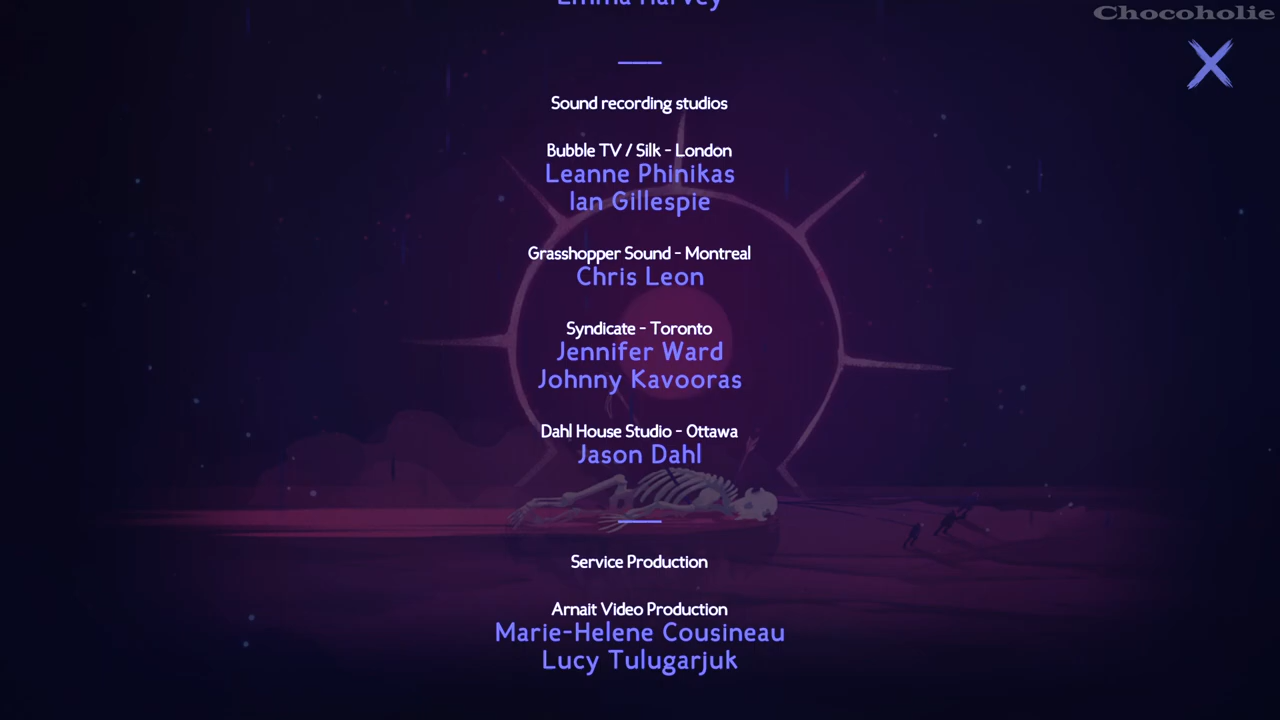 Emma Harvey
Chocoholie
Sound recording studios
Bubble TV / Silk - London
Leanne Phinikas
Ian Gillespie
Grasshopper Sound - Montreal
Chris Leon
Syndicate - Toronto
Jennifer Ward
Johnny Kavooras
Dahl House Studio - Ottawa
Jason Dahl
Service Production
Arnait Video Production
Marie-Helene Cousineau
Lucy Tulugarjuk